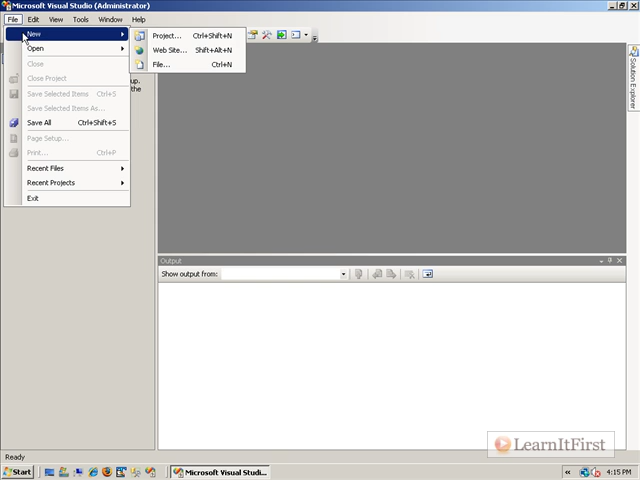 Microsoft Visual Studio (Administrator)
File Edit View Tools Window Help
New
Project... Ctrl+Shift+N
Open
Web Site... Shift+Alt+N
Close
File... Ctrl+N
Close Project
up.
Save Selected Items Ctrl+S
the
Save Selected Items As...
Save All Ctrl+Shift+S
Page Setup...
Print... Ctrl+P
Recent Files
Recent Projects
Exit
Solution Explorer
Output
Show output from:
LearnItFirst
Ready
Start
Microsoft Visual Studi...
4:15 PM